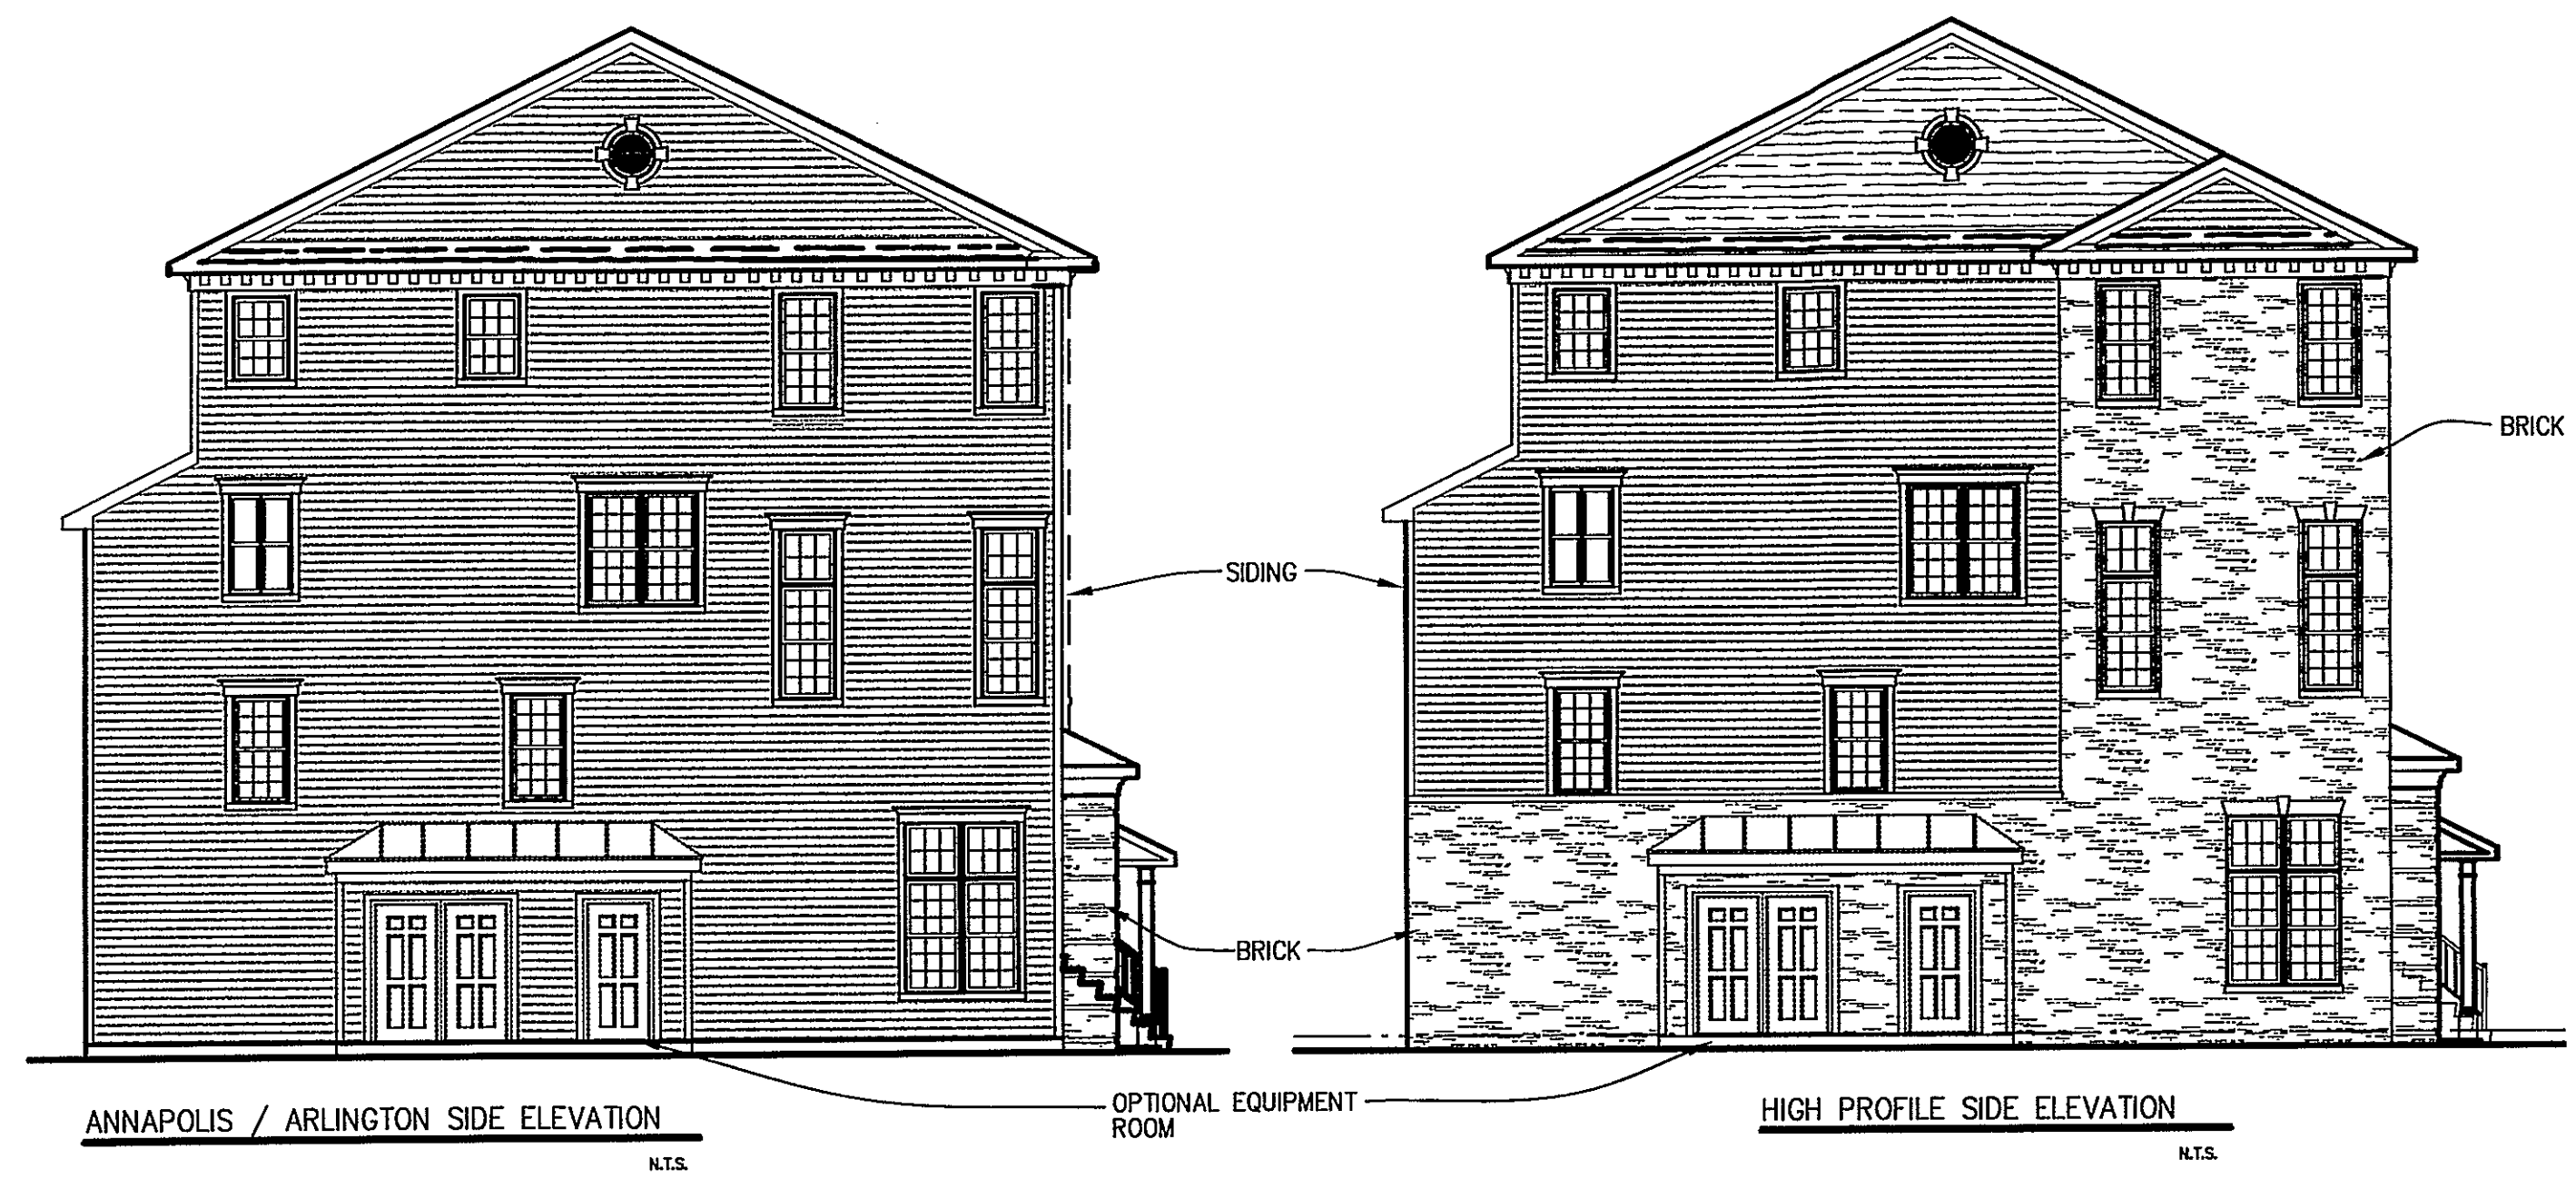 BRICK
SIDING
BRICK
OPTIONAL EQUIPMENT
ROOM
ANNAPOLIS / ARLINGTON SIDE ELEVATION
N.T.S.
HIGH PROFILE SIDE ELEVATION
N.T.S.